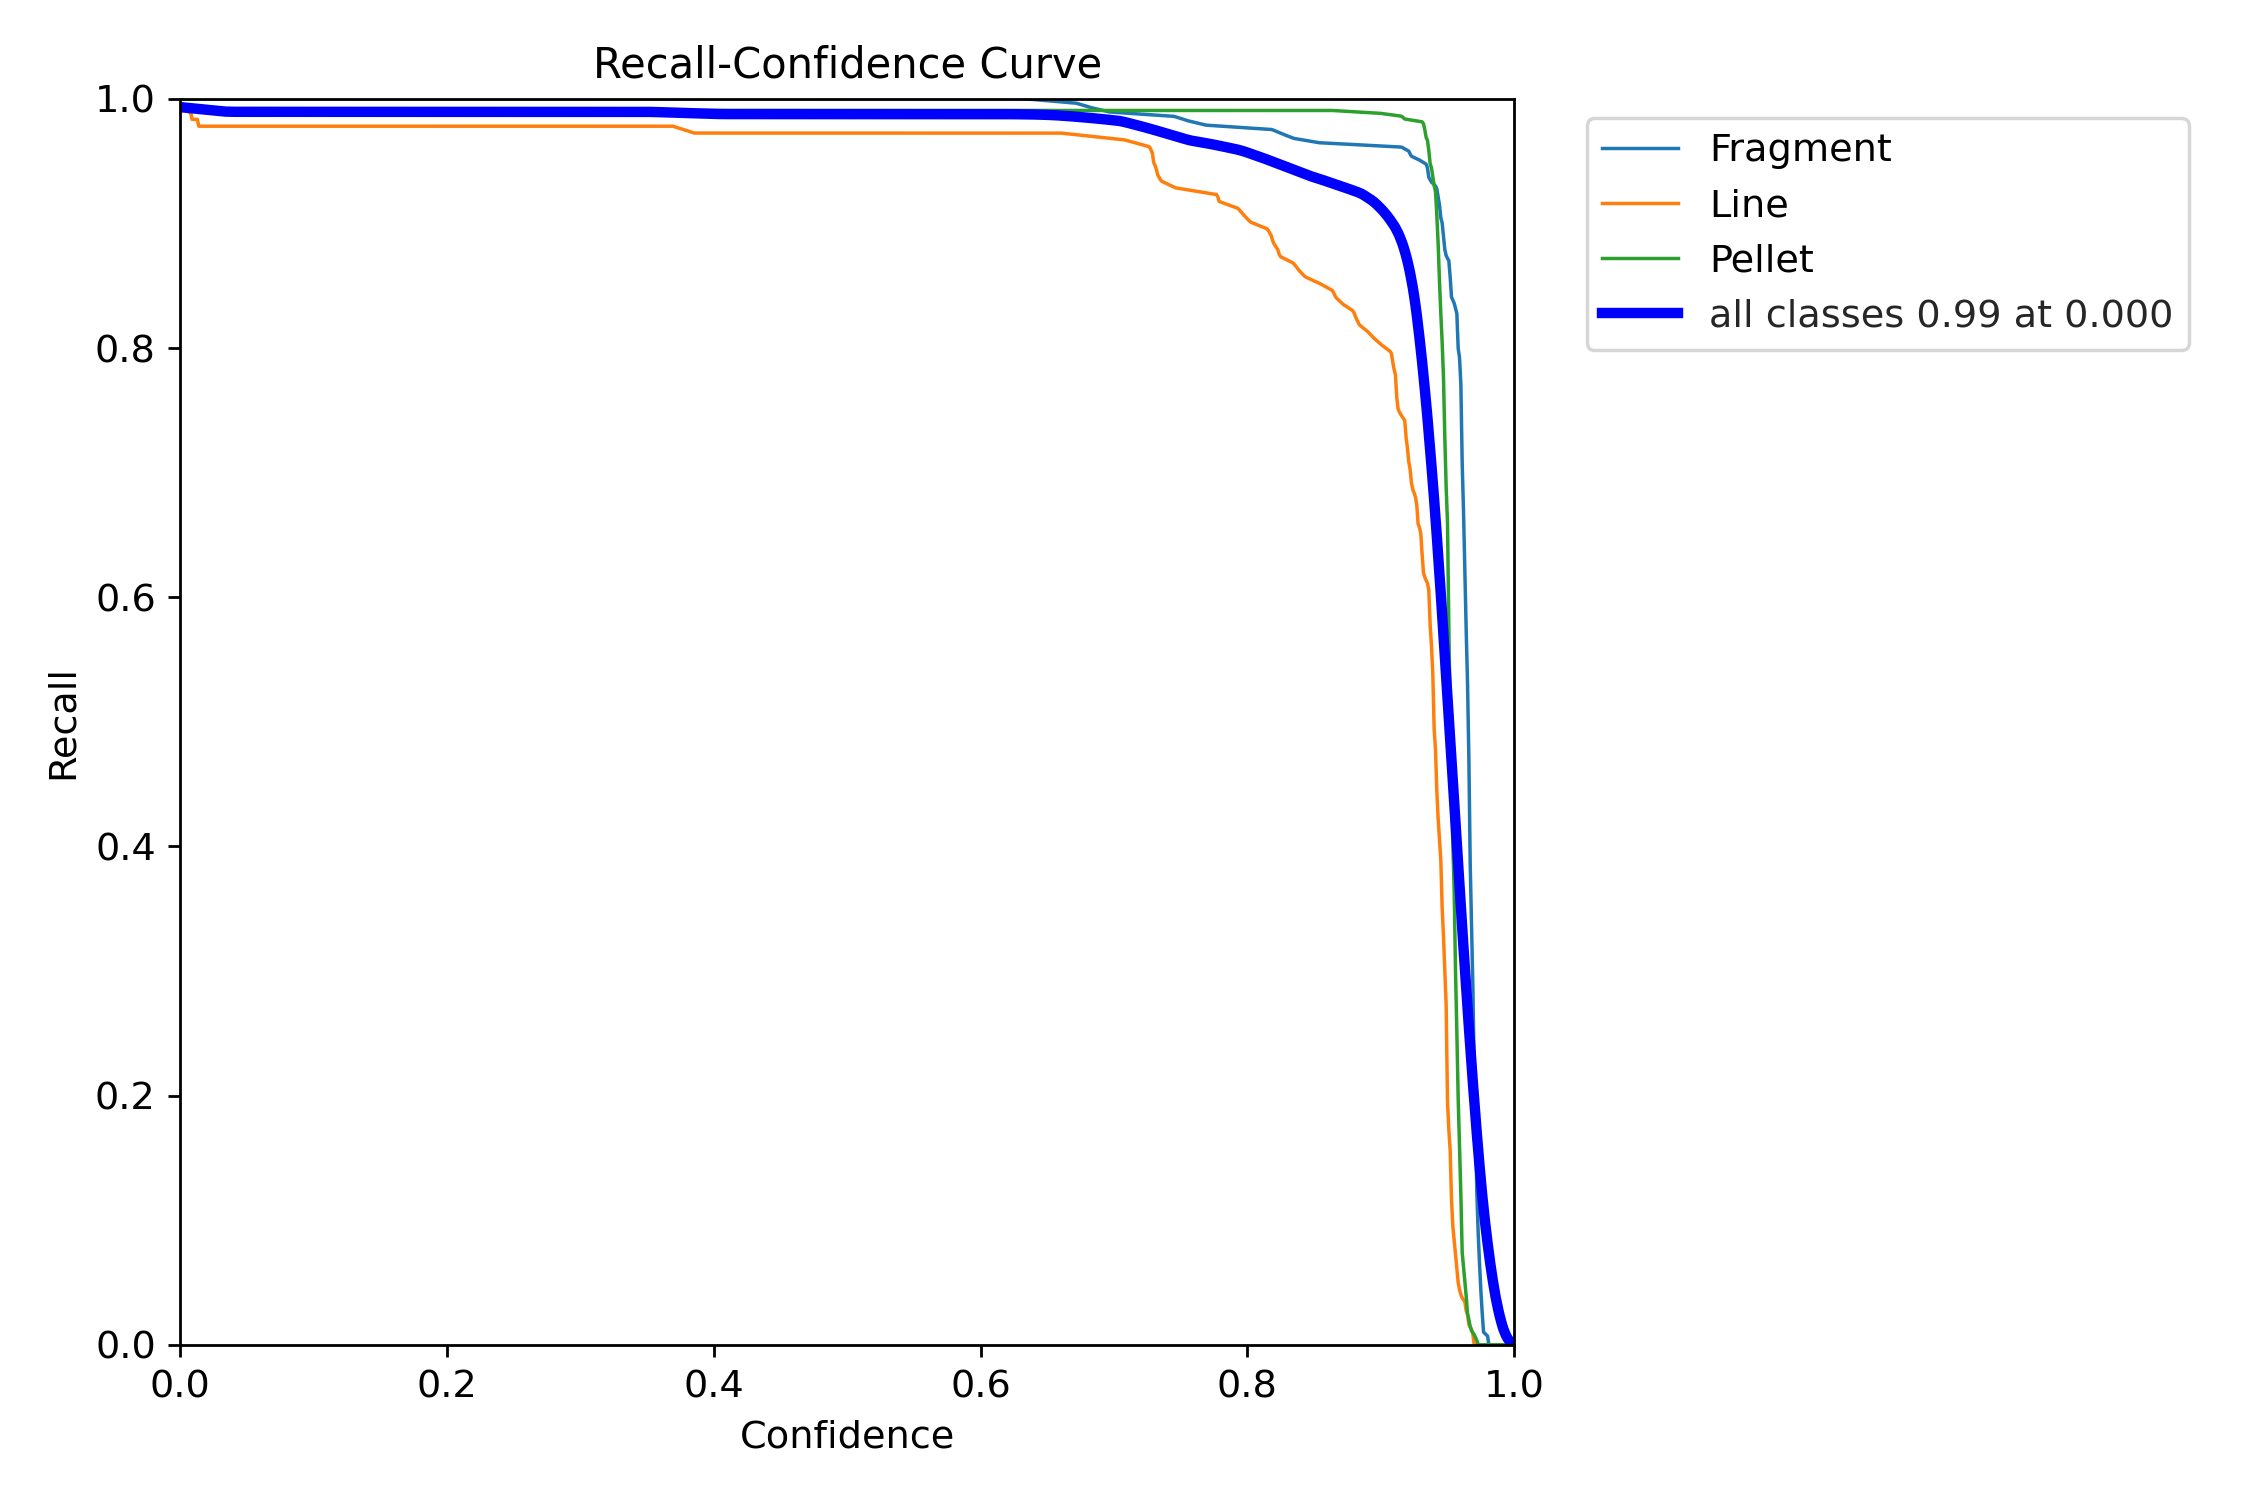 Recall-Confidence Curve
1.0
0.8
0.6
0.4
0.2
0.0
Recall
0.0 0.2 0.4 0.6 0.8 1.0
Confidence
Fragment
Line
Pellet
all classes 0.99 at 0.000